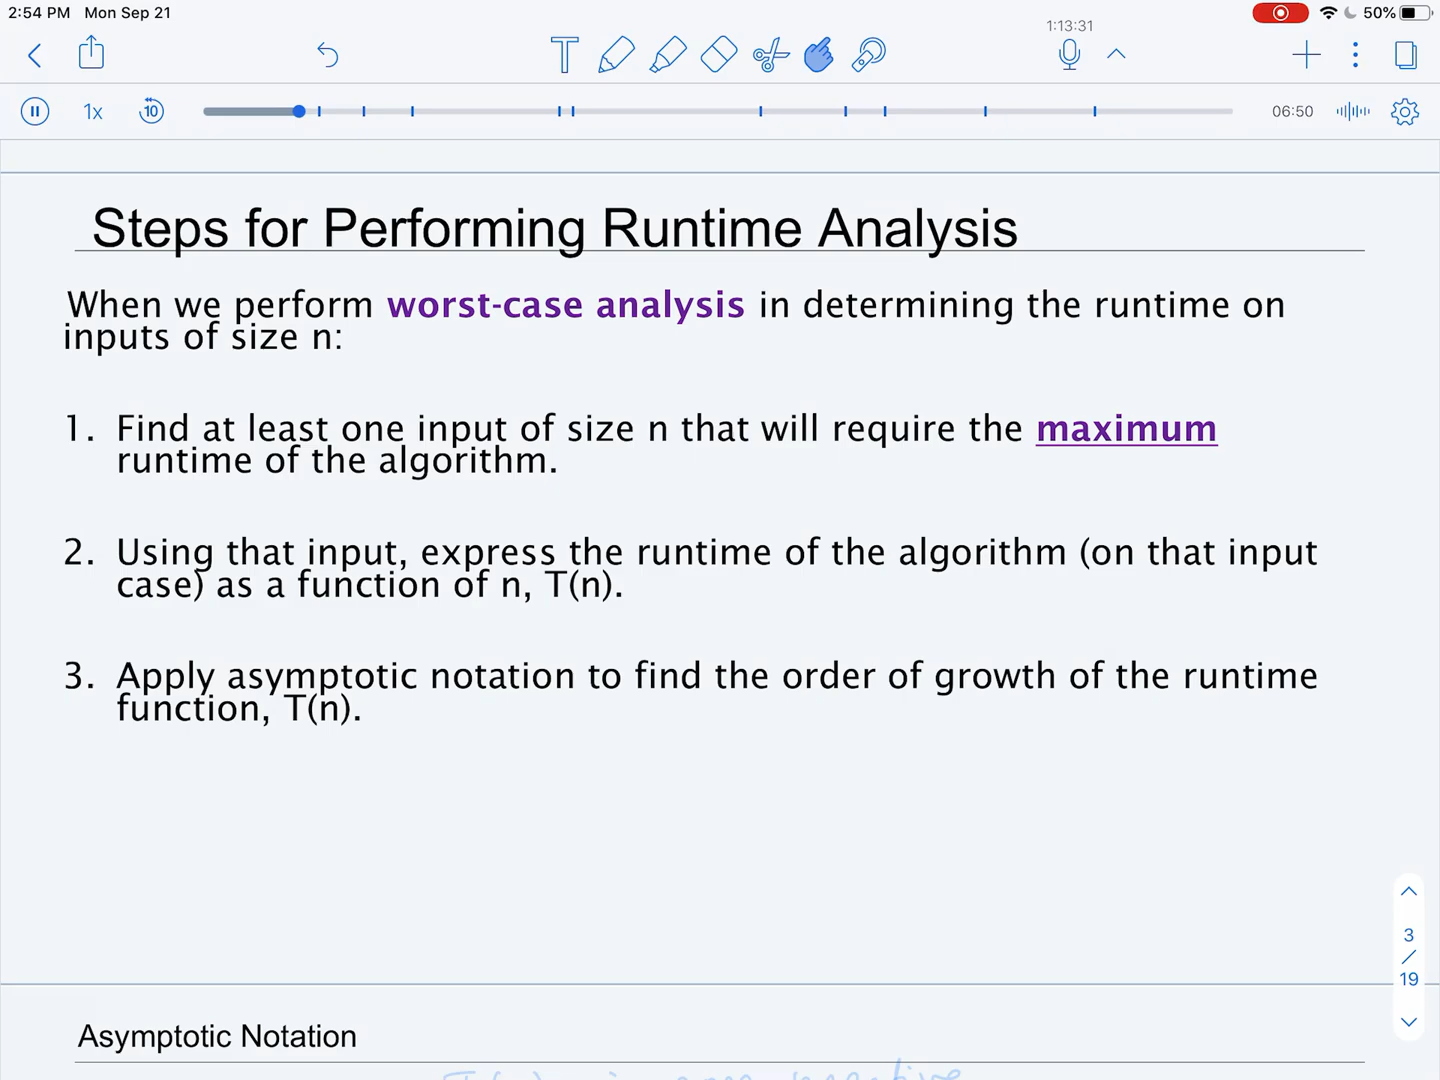 2:54 PM Mon Sep 21
50%
1:13:31
T
1x
10
06:50
Steps for Performing Runtime Analysis
When we perform worst-case analysis in determining the runtime on
inputs of size n:
1. Find at least one input of size n that will require the maximum
runtime of the algorithm.
2. Using that input, express the runtime of the algorithm (on that input
case) as a function of n, T(n).
3. Apply asymptotic notation to find the order of growth of the runtime
function, T(n).
3
/
19
Asymptotic Notation